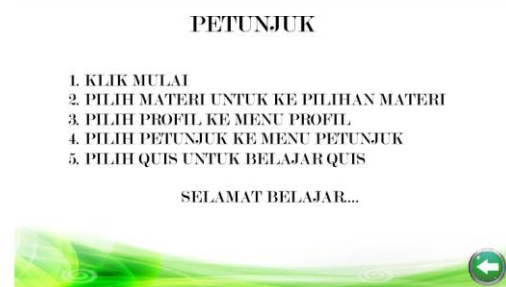 PETUNJUK
1. KLIK MULAI
2. PILIH MATERI UNTUK KE PILIHAN MATERI
3. PILIH PROFIL KE MENU PROFIL
4. PILIH PETUNJUK KE MENU PETUNJUK
5. PILIH QUIS UNTUK BELAJAR QUIS
SELAMAT BELAJAR....